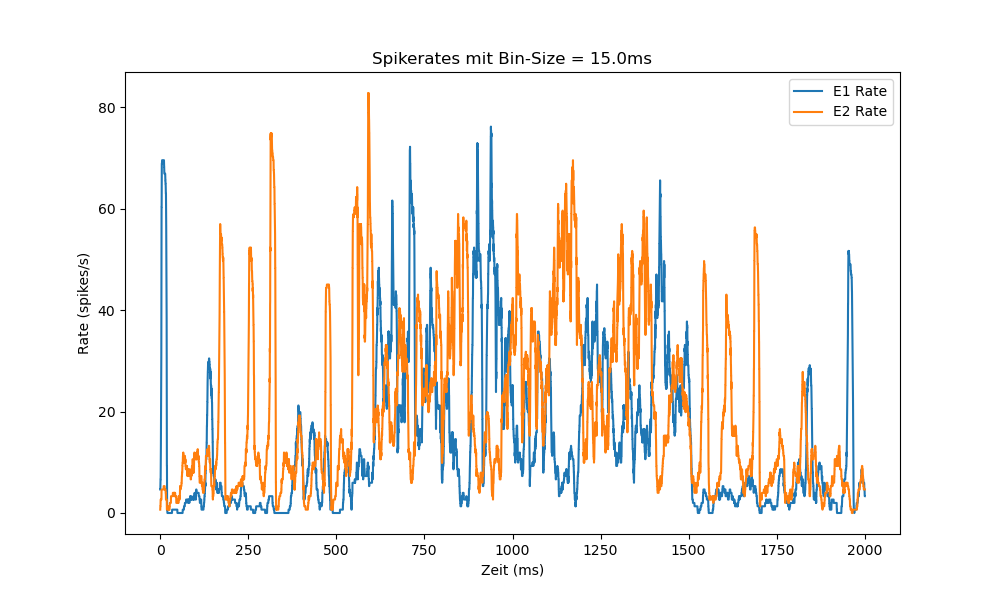 Spikerates mit Bin-Size = 15.0ms
E1 Rate
E2 Rate
Rate (spikes/s)
80
60
40
20
0
0 250 500 750 1000 1250 1500 1750 2000
Zeit (ms)